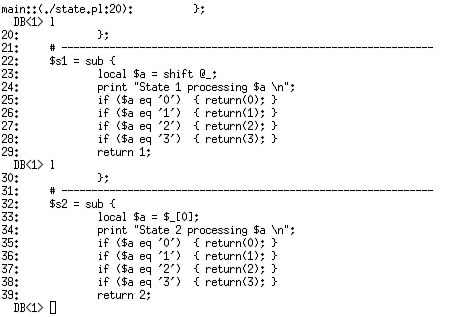 main::(./state.pl:20):          };
  DB<1> l
20:             };
21:     # ------------------------------------------------------------
22:     $s1 = sub {
23:             local $a = shift @_;
24:             print "State 1 processing $a \n";
25:             if ($a eq '0')  { return(0); }
26:             if ($a eq '1')  { return(1); }
27:             if ($a eq '2')  { return(2); }
28:             if ($a eq '3')  { return(3); }
29:             return 1;
  DB<1> l
30:             };
31:     # ------------------------------------------------------------
32:     $s2 = sub {
33:             local $a = $_[0];
34:             print "State 2 processing $a \n";
35:             if ($a eq '0')  { return(0); }
36:             if ($a eq '1')  { return(1); }
37:             if ($a eq '2')  { return(2); }
38:             if ($a eq '3')  { return(3); }
39:             return 2;
  DB<1>